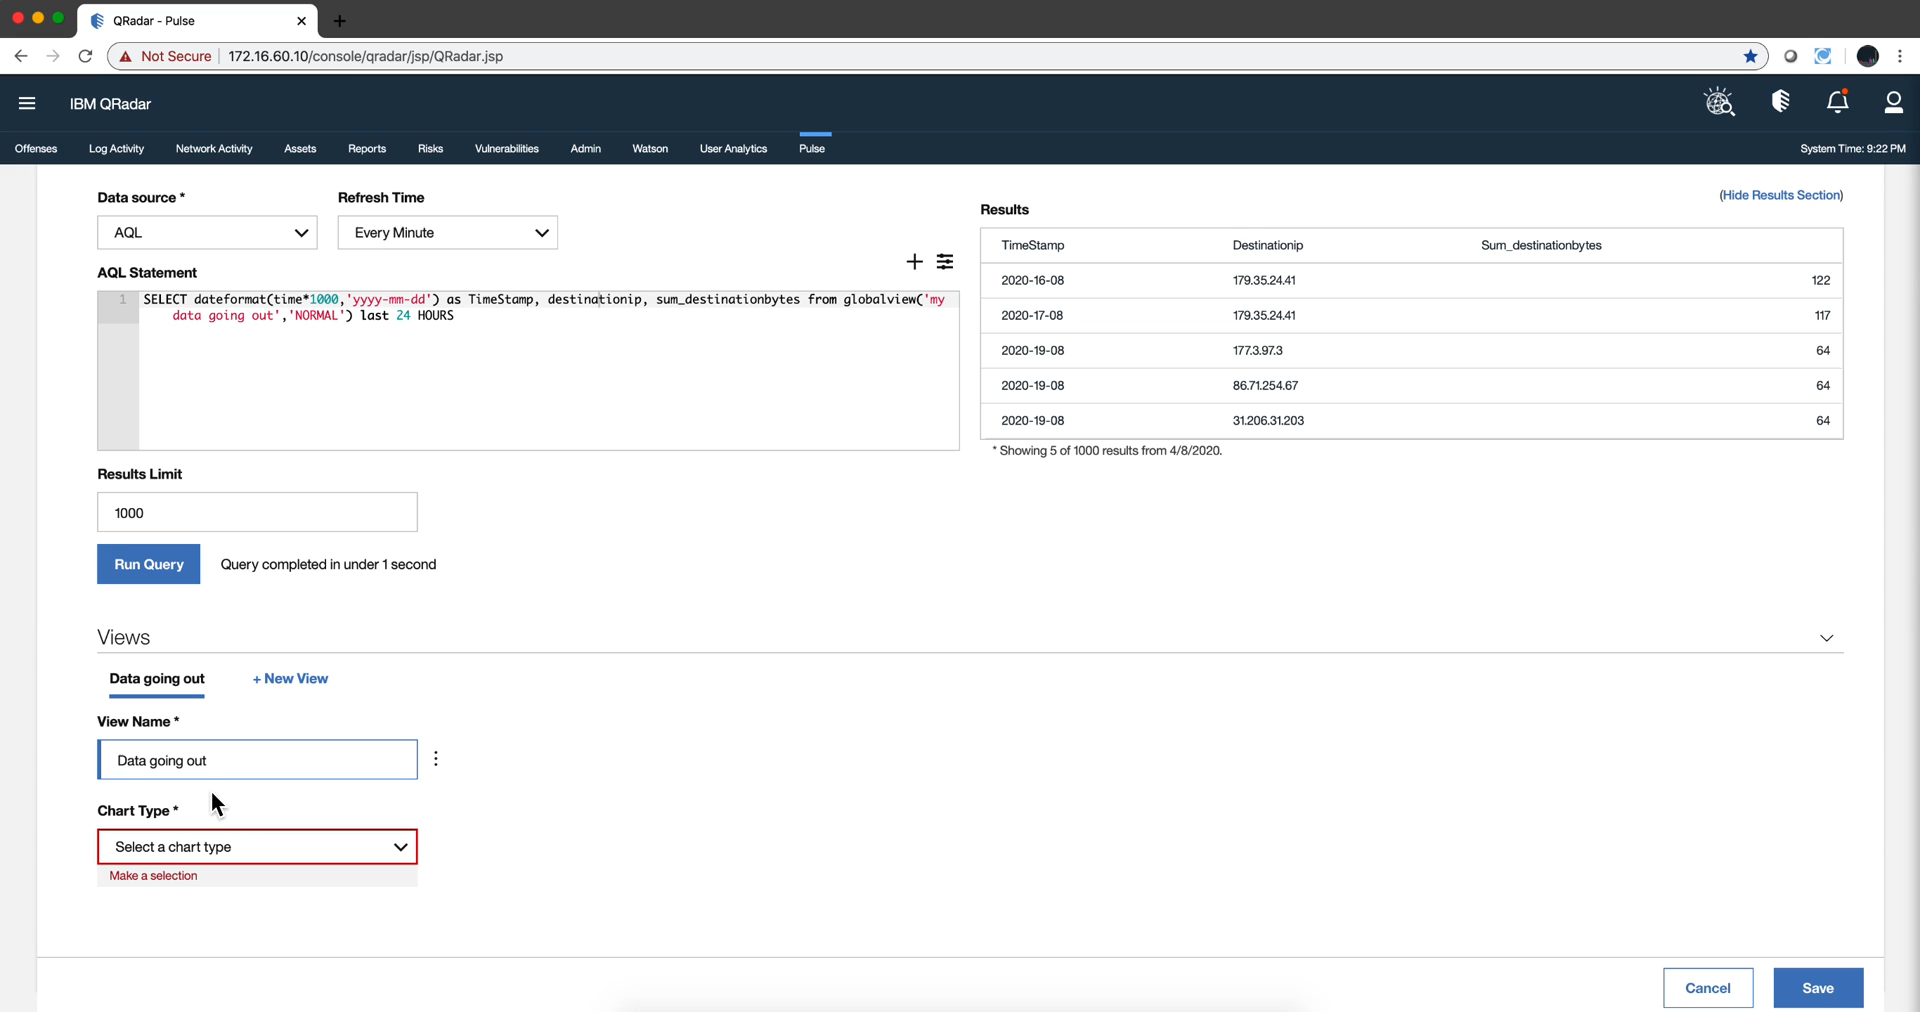 QRadar - Pulse
Not Secure
172.16.60.10/console/qradar/jsp/QRadar.jsp
IBM QRadar
Offenses
Log Activity
Network Activity
Assets
Reports
Risks
Vulnerabilities
Admin
Watson
User Analytics
Pulse
System Time: 9:22 PM
Data source *
Refresh Time
AQL
Every Minute
AQL Statement
1
SELECT dateformat(time*1000,'yyyy-mm-dd') as TimeStamp, destinationip, sum_destinationbytes from globalview('my
data going out','NORMAL') last 24 HOURS
Results Limit
1000
Run Query
Query completed in under 1 second
(Hide Results Section)
Results
TimeStamp Destinationip Sum_destinationbytes
2020-16-08 179.35.24.41 122
2020-17-08 179.35.24.41 117
2020-19-08 177.3.97.3 64
2020-19-08 86.71.254.67 64
2020-19-08 31.206.31.203 64
* Showing 5 of 1000 results from 4/8/2020.
Views
Data going out
+ New View
View Name *
Data going out
Chart Type *
Select a chart type
Make a selection
Cancel
Save